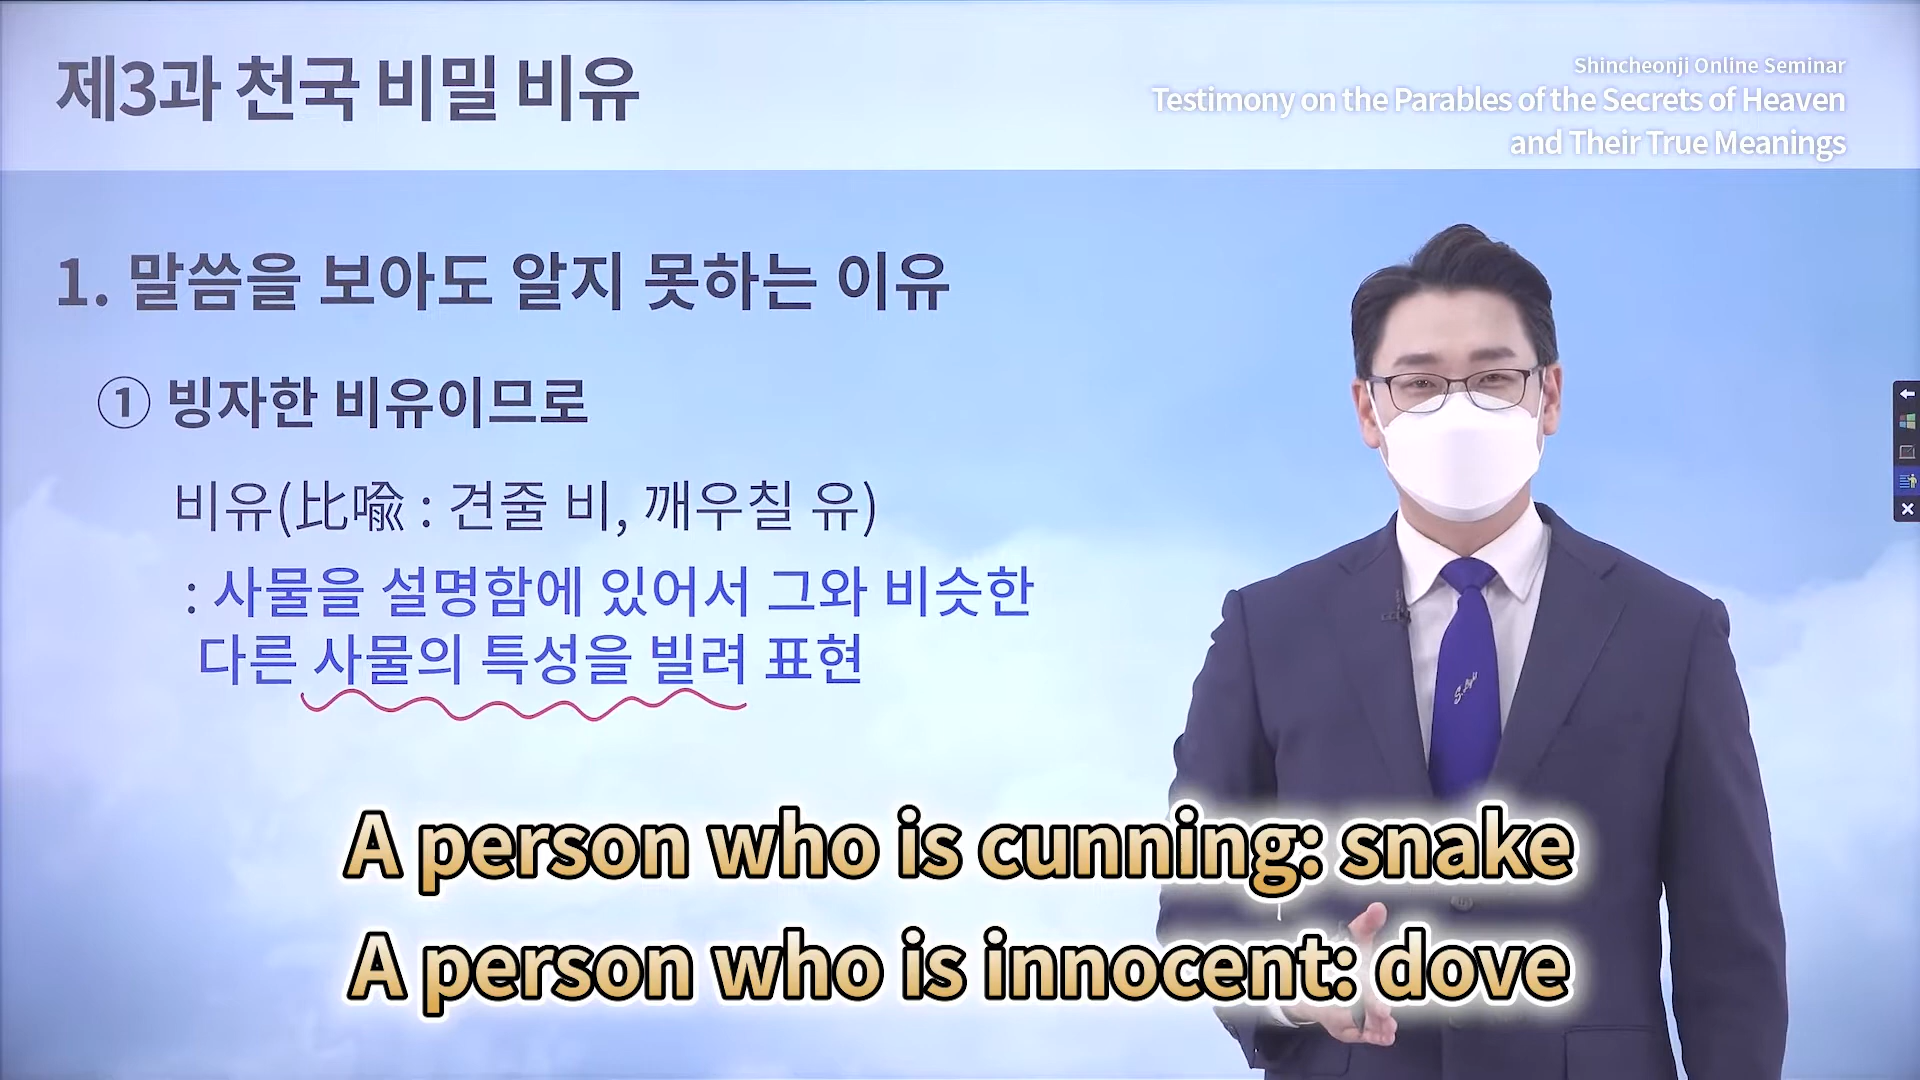 제3과 천국 비밀 비유
Shincheonji Online Seminar
Testimony on the Parables of the Secrets of Heaven
and Their True Meanings
1. 말씀을 보아도 알지 못하는 이유
① 빙자한 비유이므로
비유(比喩 : 견줄 비, 깨우칠 유)
: 사물을 설명함에 있어서 그와 비슷한
다른 사물의 특성을 빌려 표현
A person who is cunning: snake
A person who is innocent: dove